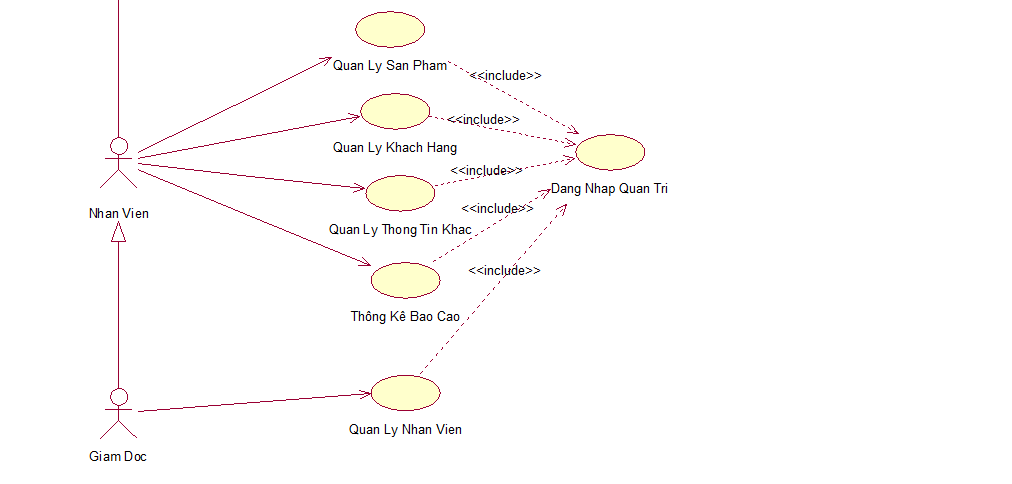 Quan Ly San Pham
<<include>>
<<include>>
Quan Ly Khach Hang
<<include>>
Dang Nhap Quan Tri
Nhan Vien
<<include>>
Quan Ly Thong Tin Khac
<<include>>
Thông Kê Bao Cao
Quan Ly Nhan Vien
Giam Doc